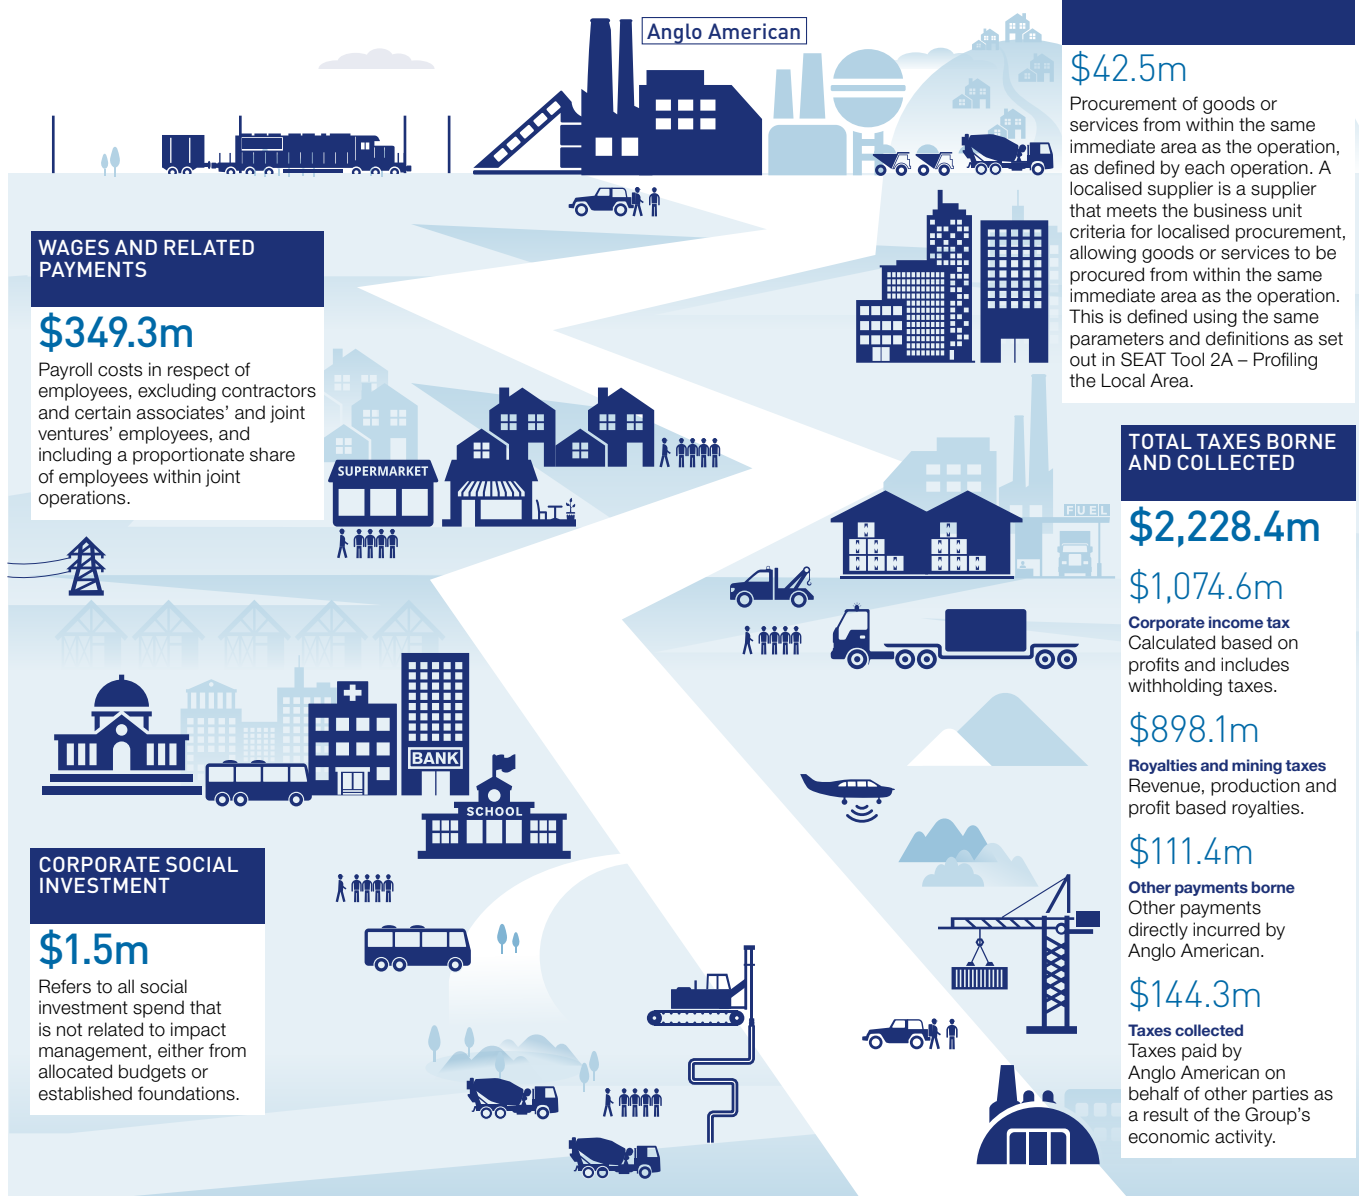 Anglo American
$42.5m
Procurement of goods or
services from within the same
immediate area as the operation,
as defined by each operation. A
localised supplier is a supplier
that meets the business unit
criteria for localised procurement,
allowing goods or services to be
procured from within the same
immediate area as the operation.
This is defined using the same
parameters and definitions as set
out in SEAT Tool 2A – Profiling
the Local Area.
WAGES AND RELATED
PAYMENTS
$349.3m
Payroll costs in respect of
employees, excluding contractors
and certain associates’ and joint
ventures’ employees, and
including a proportionate share
of employees within joint
operations.
SUPERMARKET
FUEL
TOTAL TAXES BORNE
AND COLLECTED
$2,228.4m
$1,074.6m
Corporate income tax
Calculated based on
profits and includes
withholding taxes.
$898.1m
Royalties and mining taxes
Revenue, production and
profit based royalties.
$111.4m
Other payments borne
Other payments
directly incurred by
Anglo American.
$144.3m
Taxes collected
Taxes paid by
Anglo American on
behalf of other parties as
a result of the Group’s
economic activity.
BANK
SCHOOL
CORPORATE SOCIAL
INVESTMENT
$1.5m
Refers to all social
investment spend that
is not related to impact
management, either from
allocated budgets or
established foundations.